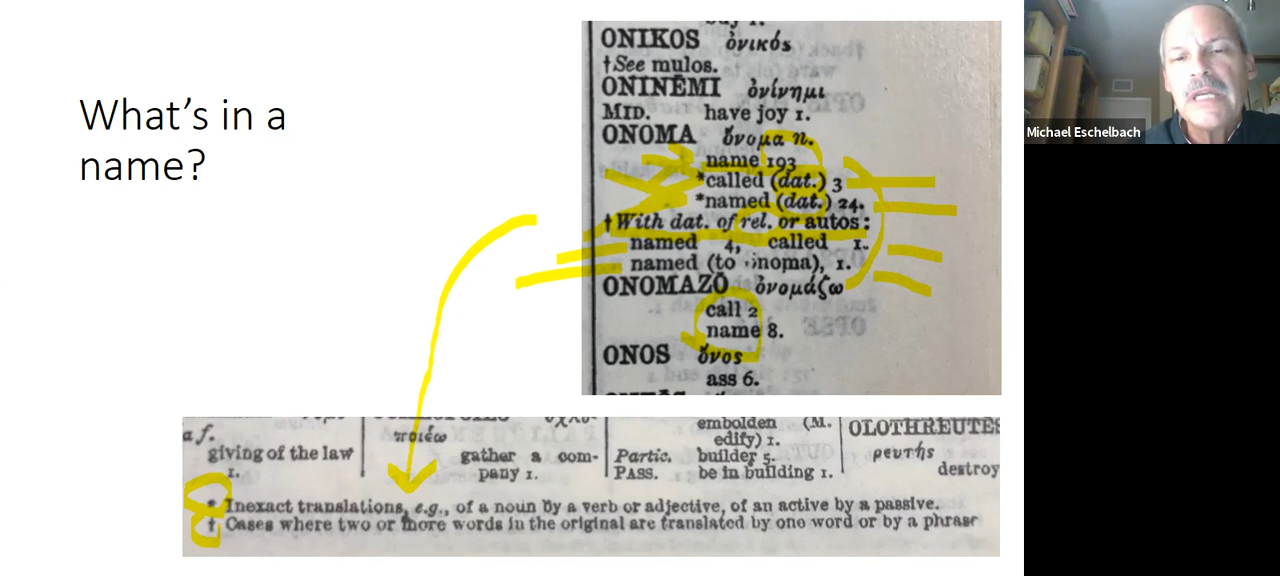 What's in a
name?
ONIKOS ὀνικός
†See mulos.
ONINĒMI ὀνίνημι
MID. have joy 1.
ONOMA ὄνομα n.
name 193
*called (dat.) 3
*named (dat.) 24.
†With dat. of rel. or autos:
named 4, called 1.
named (to onoma), 1.
ONOMAZŌ ὀνομάζω
call 2
name 8.
ONOS ὄνος
ass 6.
a f.
giving of the law
1.
ποιέω
gather a com-
pany 1.
embolden (M.
edify) 1.
Partic. builder 5.
PASS. be in building 1.
OLOTHREUTES
ρευτής
destroy
* Inexact translations, e.g., of a noun by a verb or adjective, of an active by a passive.
† Cases where two or more words in the original are translated by one word or by a phrase
Michael Eschelbach